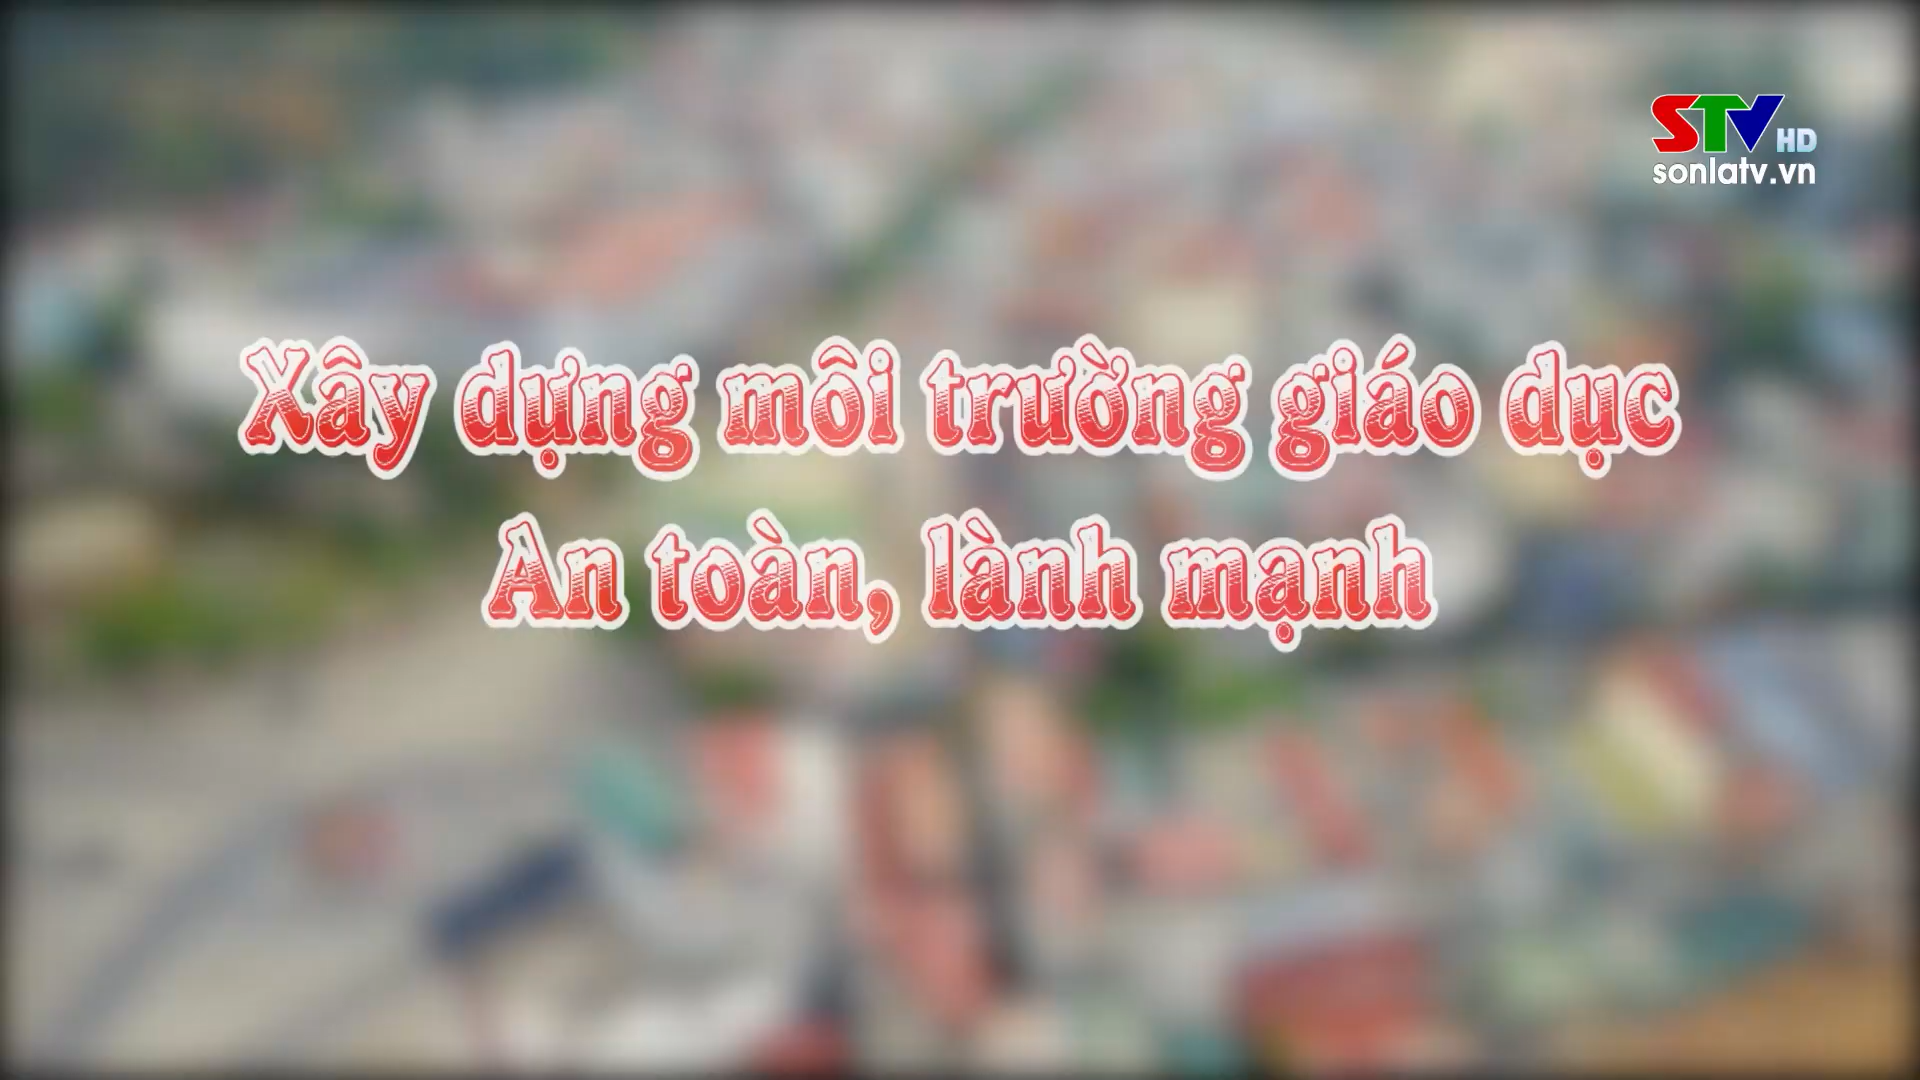 STV HD
sonlatv.vn
Xây dựng môi trường giáo dục
An toàn, lành mạnh